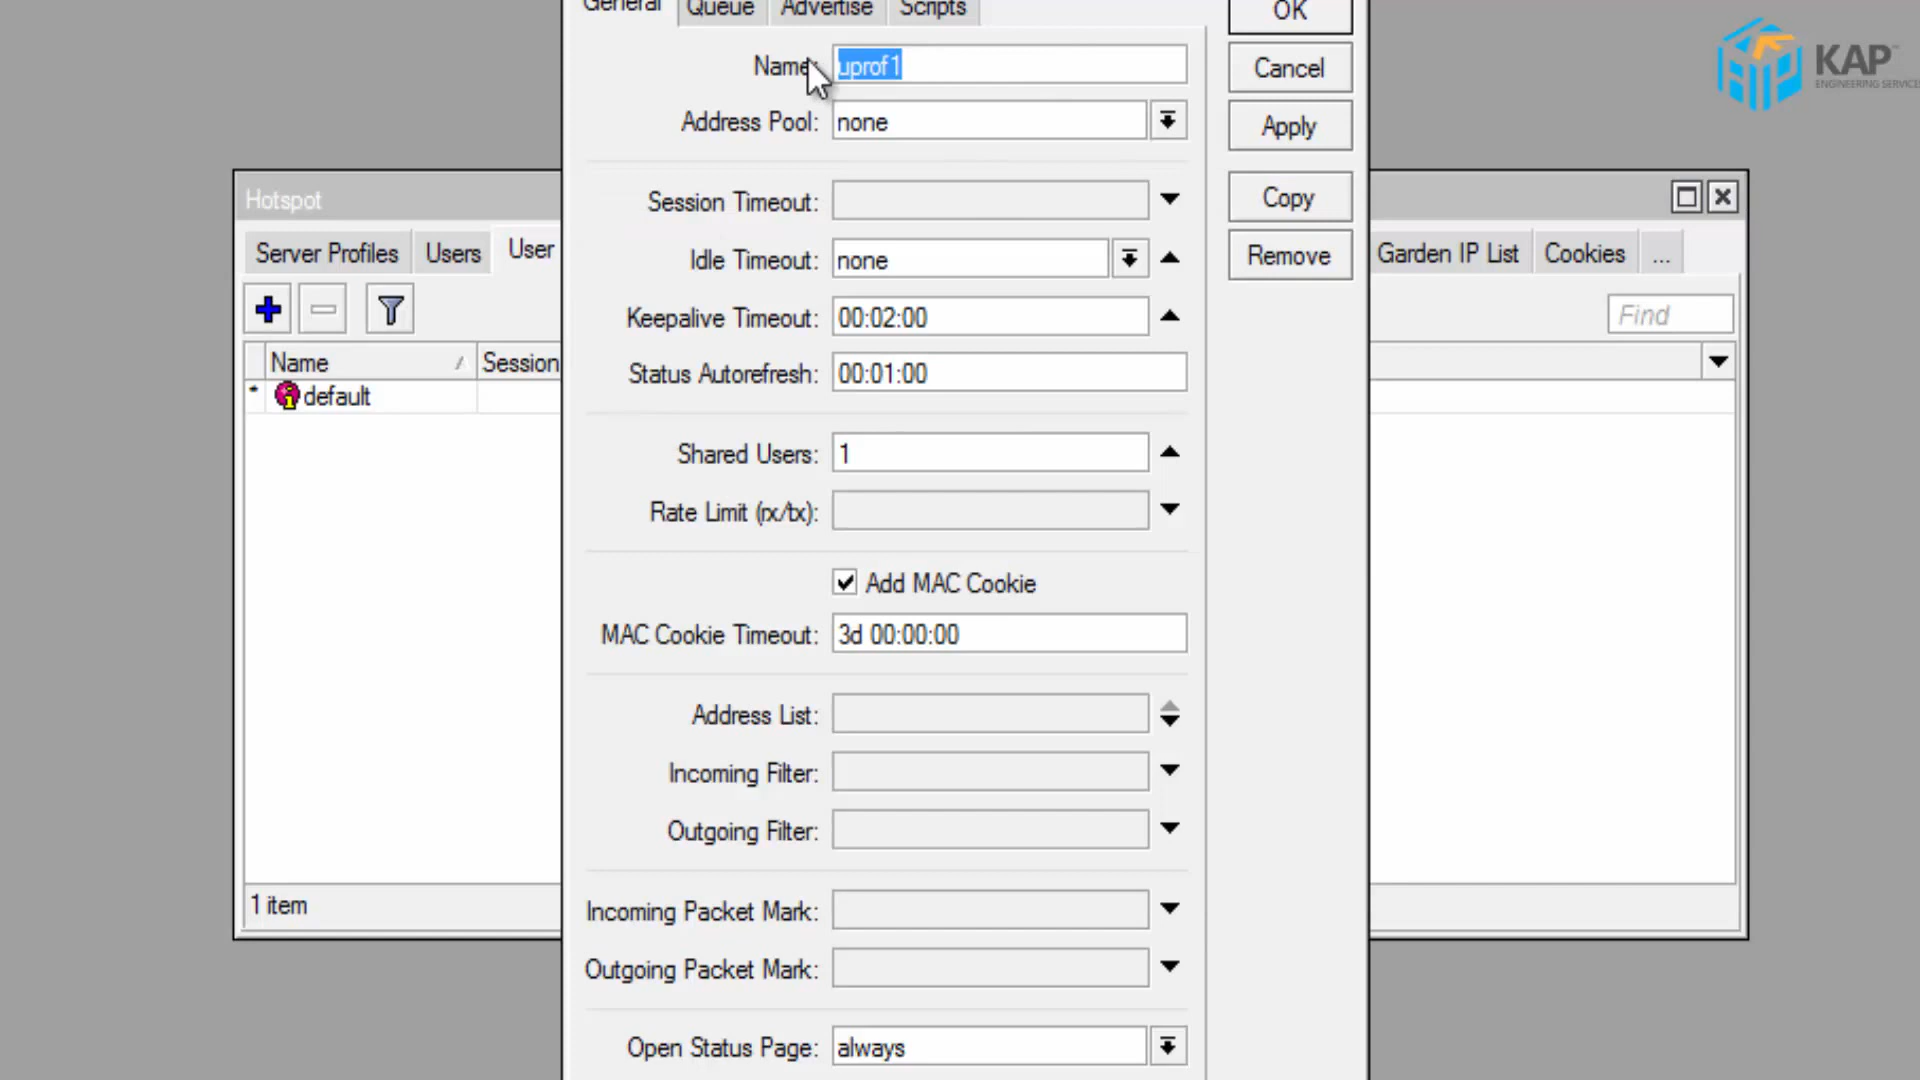 General Queue Advertise Scripts
OK
Name: uprof1
Cancel
Address Pool: none
Apply
Session Timeout:
Copy
Idle Timeout: none
Remove
Keepalive Timeout: 00:02:00
Status Autorefresh: 00:01:00
Shared Users: 1
Rate Limit (rx/tx):
Add MAC Cookie
MAC Cookie Timeout: 3d 00:00:00
Address List:
Incoming Filter:
Outgoing Filter:
Incoming Packet Mark:
Outgoing Packet Mark:
Open Status Page: always
Hotspot
Server Profiles Users User Garden IP List Cookies ...
Find
Name Session
* default
1 item
KAP™
ENGINEERING SERVICES